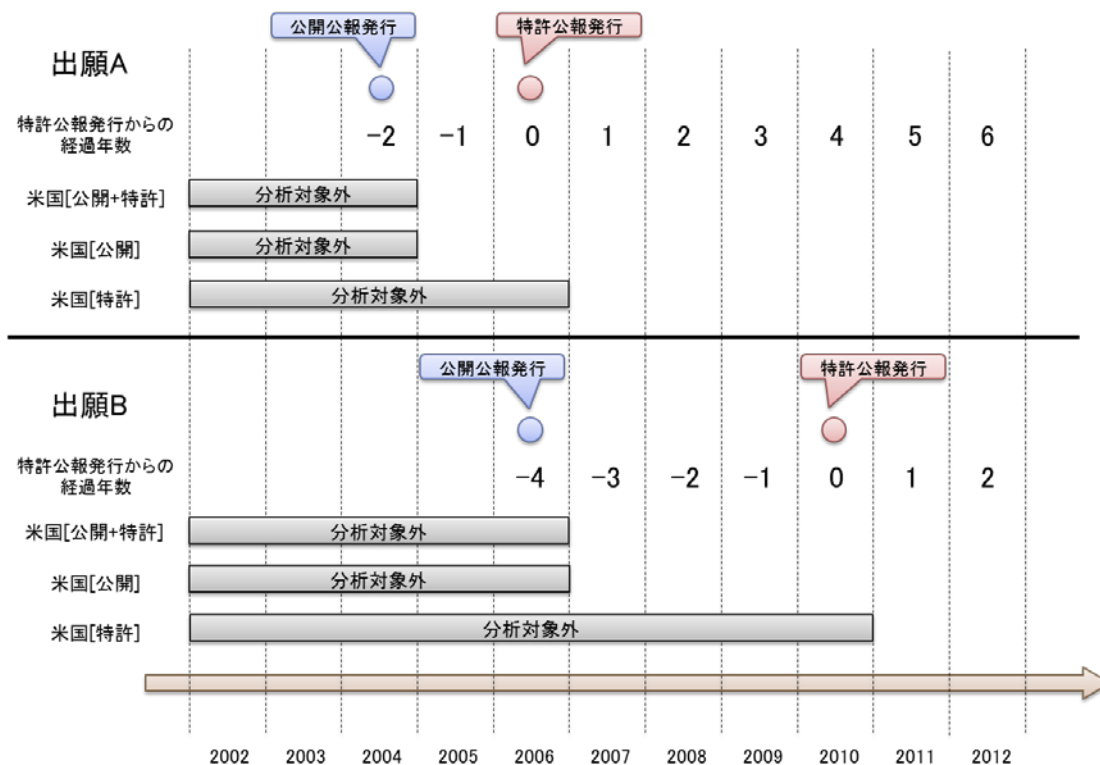 公開公報発行
特許公報発行
出願A
特許公報発行からの
経過年数
-2 -1 0 1 2 3 4 5 6
米国[公開+特許]
分析対象外
米国[公開]
分析対象外
米国[特許]
分析対象外
公開公報発行
特許公報発行
出願B
特許公報発行からの
経過年数
-4 -3 -2 -1 0 1 2
米国[公開+特許]
分析対象外
米国[公開]
分析対象外
米国[特許]
分析対象外
2002 2003 2004 2005 2006 2007 2008 2009 2010 2011 2012